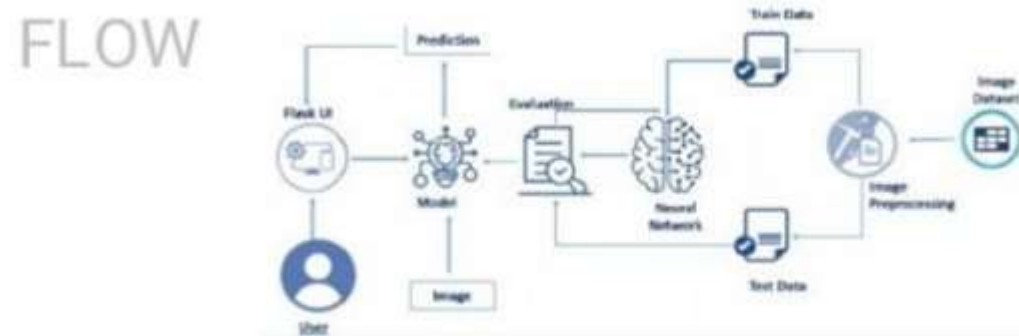 FLOW
Train Data
Prediction
Image
Dataset
Evaluation
Flask UI
Model
Neural
Network
Image
Preprocessing
Image
Test Data
User